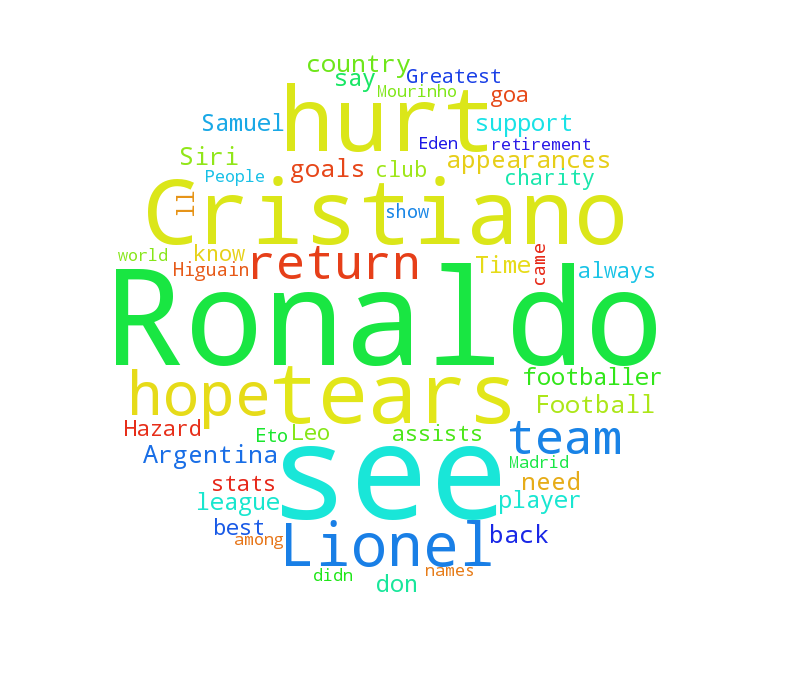 country
say Greatest
Mourinho
hurt goa
Samuel support
Eden retirement
Siri appearances
goals club
People charity
Cristiano
ll show
world know
return Time came
Higuain always
Ronaldo
hope tears footballer
Football
Hazard Eto Leo assists team
Argentina see Madrid
stats need
league player
best Lionel back
among
didn don names